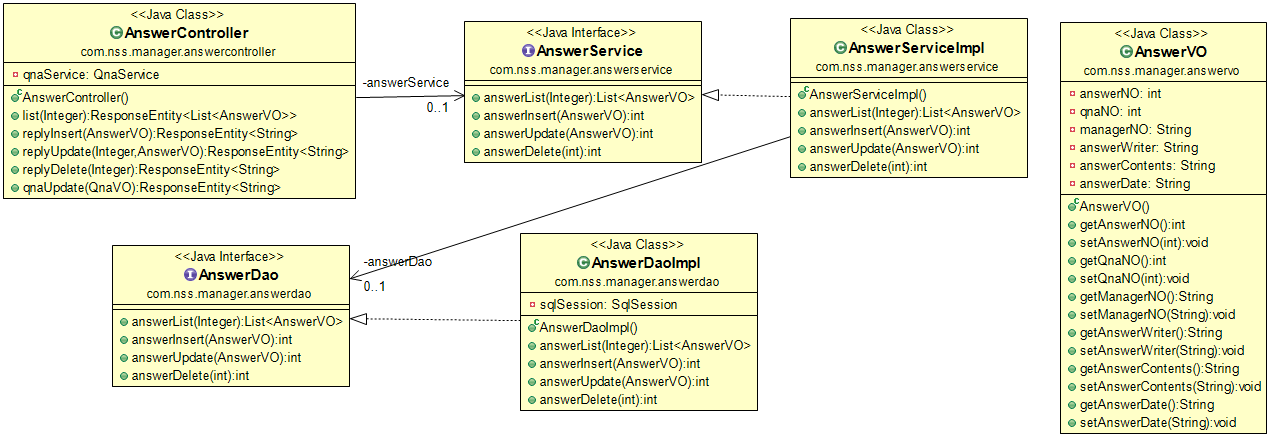 <<Java Class>>
AnswerController
com.nss.manager.answercontroller
qnaService: QnaService
AnswerController()
list(Integer):ResponseEntity<List<AnswerVO>>
replyInsert(AnswerVO):ResponseEntity<String>
replyUpdate(Integer,AnswerVO):ResponseEntity<String>
replyDelete(Integer):ResponseEntity<String>
qnaUpdate(QnaVO):ResponseEntity<String>
-answerService
0..1
<<Java Interface>>
AnswerService
com.nss.manager.answerservice
answerList(Integer):List<AnswerVO>
answerInsert(AnswerVO):int
answerUpdate(AnswerVO):int
answerDelete(int):int
<<Java Class>>
AnswerServiceImpl
com.nss.manager.answerservice
AnswerServiceImpl()
answerList(Integer):List<AnswerVO>
answerInsert(AnswerVO):int
answerUpdate(AnswerVO):int
answerDelete(int):int
<<Java Class>>
AnswerVO
com.nss.manager.answervo
answerNO: int
qnaNO: int
managerNO: String
answerWriter: String
answerContents: String
answerDate: String
AnswerVO()
getAnswerNO():int
setAnswerNO(int):void
getQnaNO():int
setQnaNO(int):void
getManagerNO():String
setManagerNO(String):void
getAnswerWriter():String
setAnswerWriter(String):void
getAnswerContents():String
setAnswerContents(String):void
getAnswerDate():String
setAnswerDate(String):void
<<Java Interface>>
AnswerDao
com.nss.manager.answerdao
answerList(Integer):List<AnswerVO>
answerInsert(AnswerVO):int
answerUpdate(AnswerVO):int
answerDelete(int):int
-answerDao
0..1
<<Java Class>>
AnswerDaoImpl
com.nss.manager.answerdao
sqlSession: SqlSession
AnswerDaoImpl()
answerList(Integer):List<AnswerVO>
answerInsert(AnswerVO):int
answerUpdate(AnswerVO):int
answerDelete(int):int